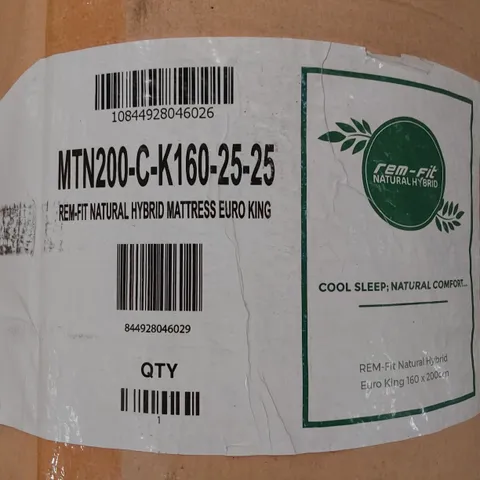 10844928046026
MTN200-C-K160-25-25
REM-FIT NATURAL HYBRID MATTRESS EURO KING
844928046029
QTY
1
rem-fit
NATURAL HYBRID
COOL SLEEP; NATURAL COMFORT...
REM-Fit Natural Hybrid
Euro King 160 x 200cm